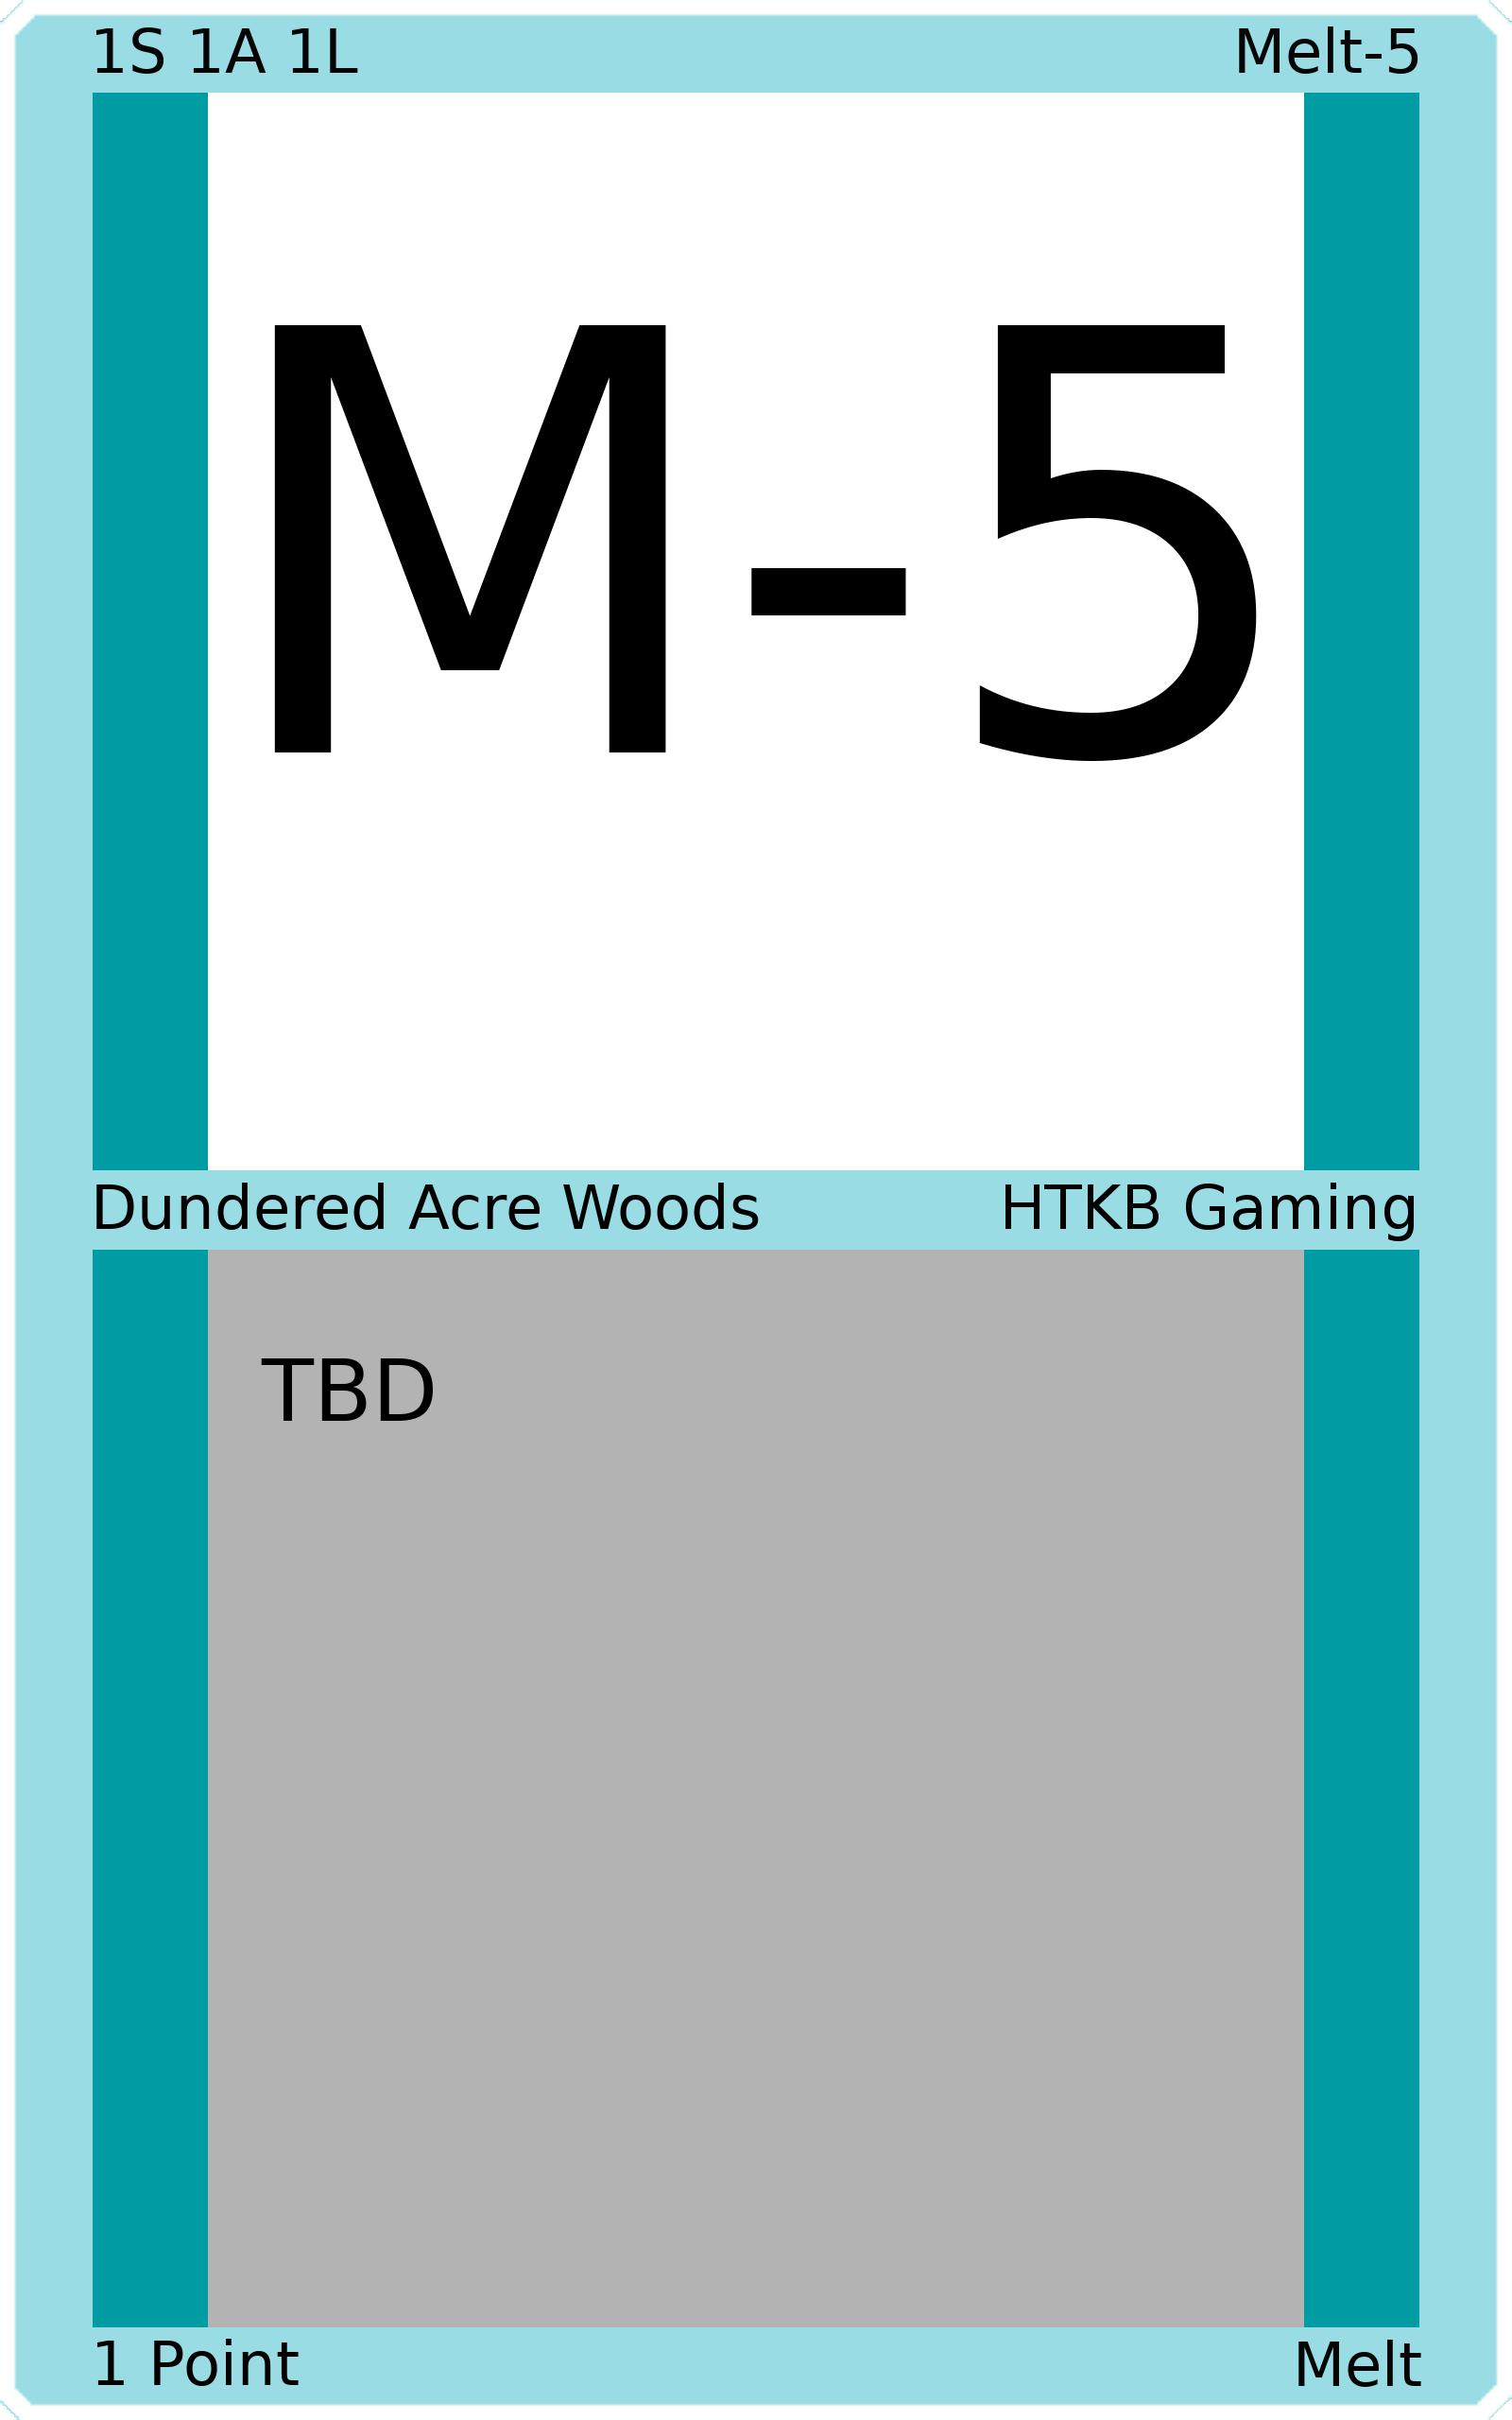 1S 1A 1L Melt-5
M-5
Dundered Acre Woods HTKB Gaming
TBD
1 Point Melt